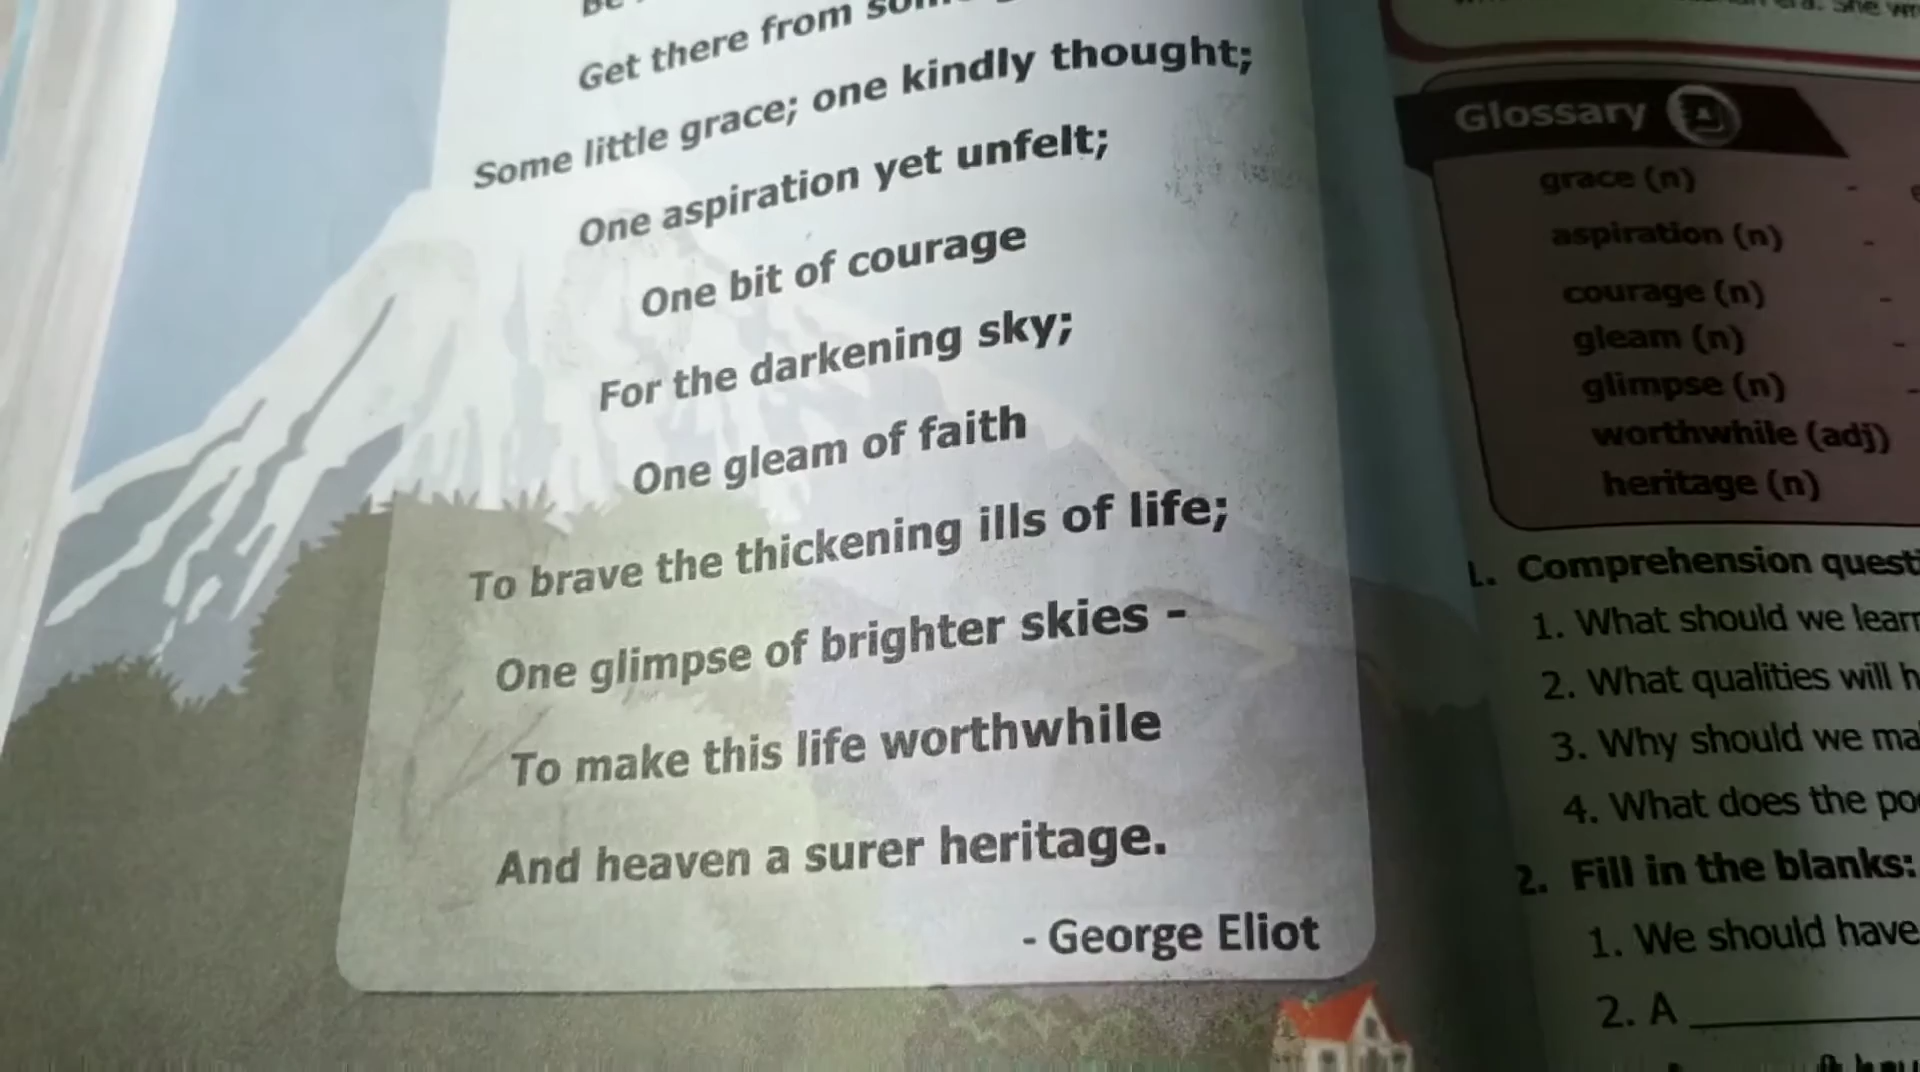 Get there from
Some little grace; one kindly thought;
One aspiration yet unfelt;
One bit of courage
For the darkening sky;
One gleam of faith
To brave the thickening ills of life;
One glimpse of brighter skies -
To make this life worthwhile
And heaven a surer heritage.
- George Eliot
She
Glossary
grace (n) -
aspiration (n) -
courage (n) -
gleam (n) -
glimpse (n) -
worthwhile (adj)
heritage (n)
1. Comprehension
1. What should we
2. What qualities will
3. Why should we
4. What does the
2. Fill in the blanks:
1. We should have
2. A